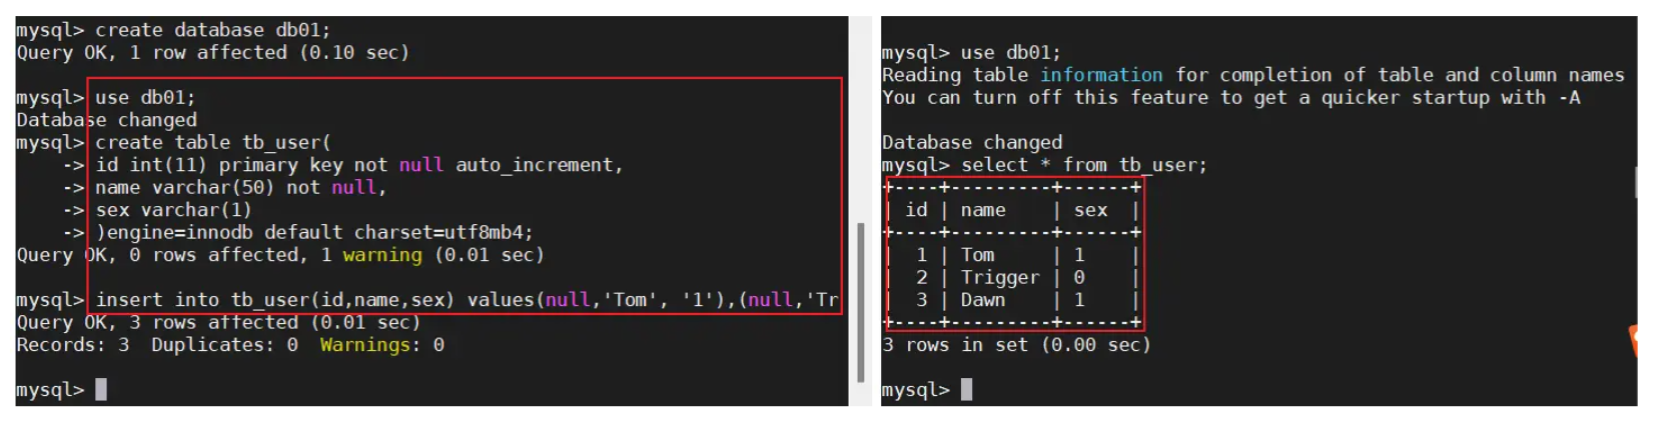 mysql> create database db01;
Query OK, 1 row affected (0.10 sec)
mysql> use db01;
Database changed
mysql> create table tb_user(
    -> id int(11) primary key not null auto_increment,
    -> name varchar(50) not null,
    -> sex varchar(1)
    -> )engine=innodb default charset=utf8mb4;
Query OK, 0 rows affected, 1 warning (0.01 sec)
mysql> insert into tb_user(id,name,sex) values(null,'Tom', '1'),(null,'Tr
Query OK, 3 rows affected (0.01 sec)
Records: 3  Duplicates: 0  Warnings: 0
mysql>
mysql> use db01;
Reading table information for completion of table and column names
You can turn off this feature to get a quicker startup with -A
Database changed
mysql> select * from tb_user;
+----+---------+------+
| id | name    | sex  |
+----+---------+------+
|  1 | Tom     | 1    |
|  2 | Trigger | 0    |
|  3 | Dawn    | 1    |
+----+---------+------+
3 rows in set (0.00 sec)
mysql>